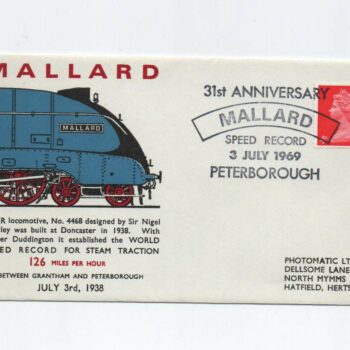 MALLARD
MALLARD
R locomotive, No. 4468 designed by Sir Nigel
ley was built at Doncaster in 1938. With
er Duddington it established the WORLD
ED RECORD FOR STEAM TRACTION
126 MILES PER HOUR
BETWEEN GRANTHAM AND PETERBOROUGH
JULY 3rd, 1938
31st ANNIVERSARY
MALLARD
SPEED RECORD
3 JULY 1969
PETERBOROUGH
PHOTOMATIC LT
DELLSOME LANE
NORTH MYMMS
HATFIELD, HERTS